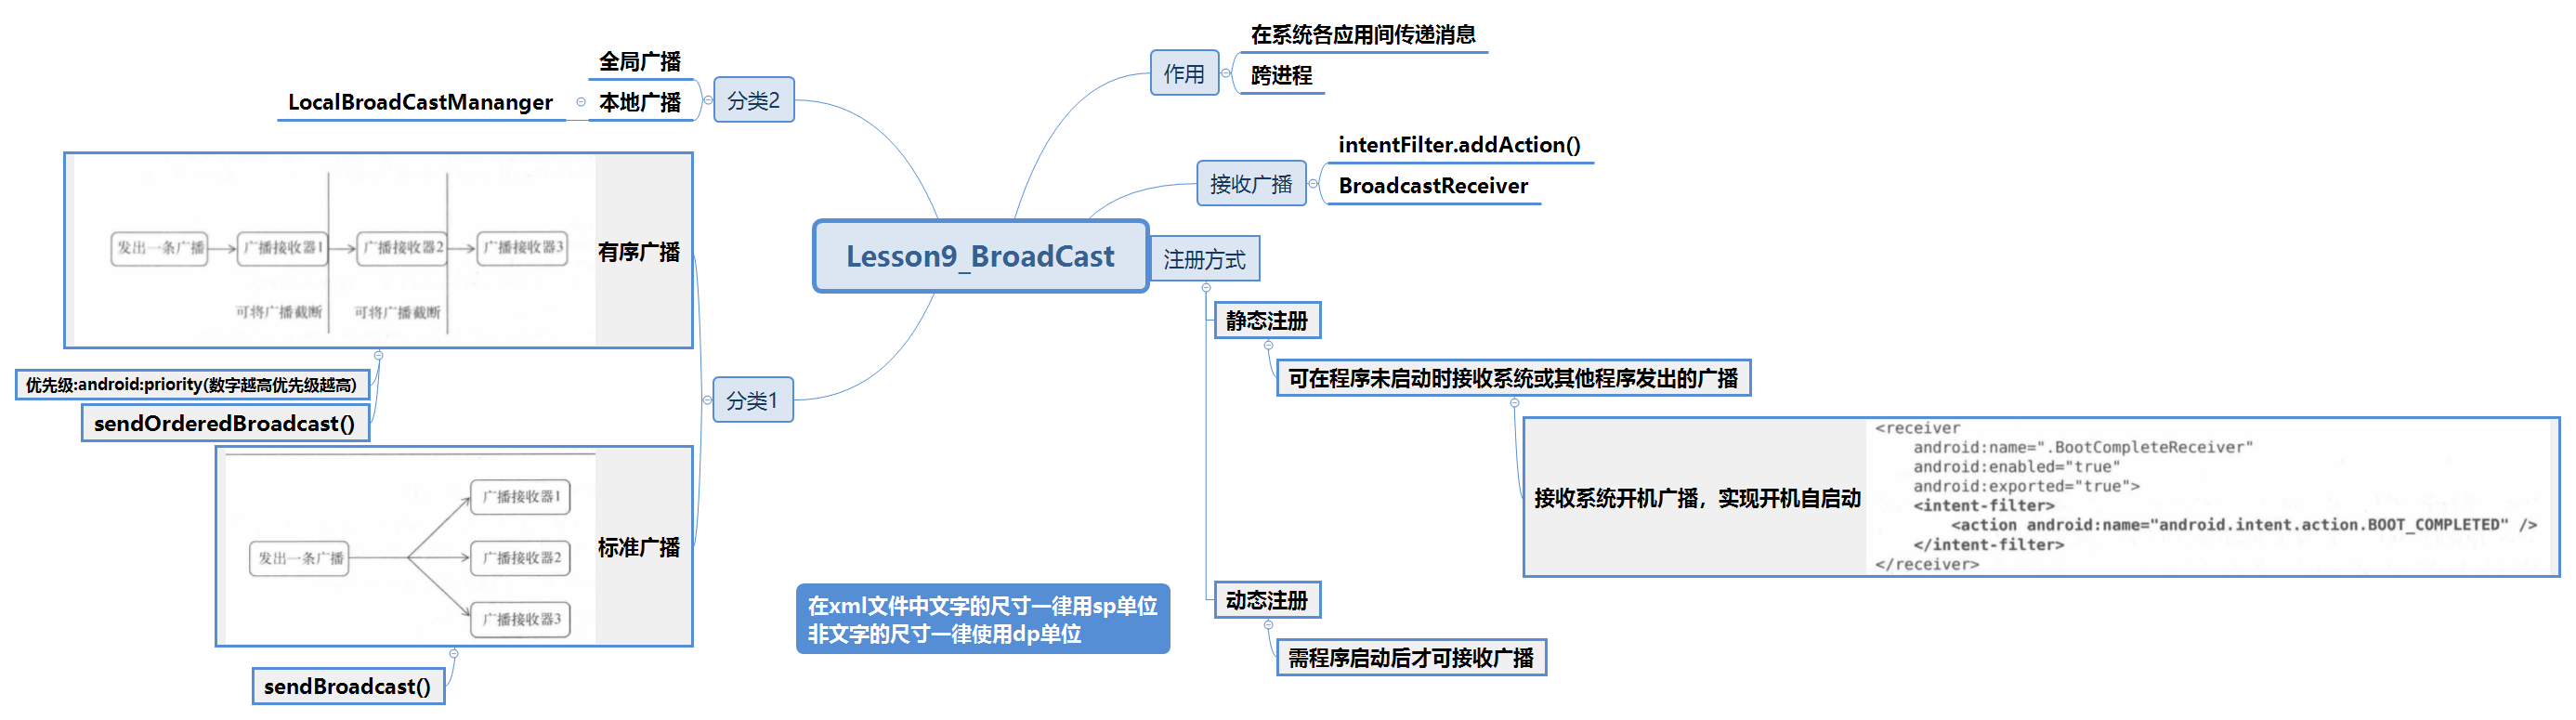 Lesson9_BroadCast
作用
在系统各应用间传递消息
跨进程
接收广播
intentFilter.addAction()
BroadcastReceiver
注册方式
静态注册
可在程序未启动时接收系统或其他程序发出的广播
接收系统开机广播，实现开机自启动
<receiver
android:name=".BootCompleteReceiver"
android:enabled="true"
android:exported="true">
<intent-filter>
<action android:name="android.intent.action.BOOT_COMPLETED" />
</intent-filter>
</receiver>
动态注册
需程序启动后才可接收广播
分类2
全局广播
本地广播
LocalBroadCastMananger
分类1
有序广播
发出一条广播
广播接收器1
广播接收器2
广播接收器3
可将广播截断
可将广播截断
优先级:android:priority(数字越高优先级越高)
sendOrderedBroadcast()
标准广播
发出一条广播
广播接收器1
广播接收器2
广播接收器3
sendBroadcast()
在xml文件中文字的尺寸一律用sp单位
非文字的尺寸一律使用dp单位